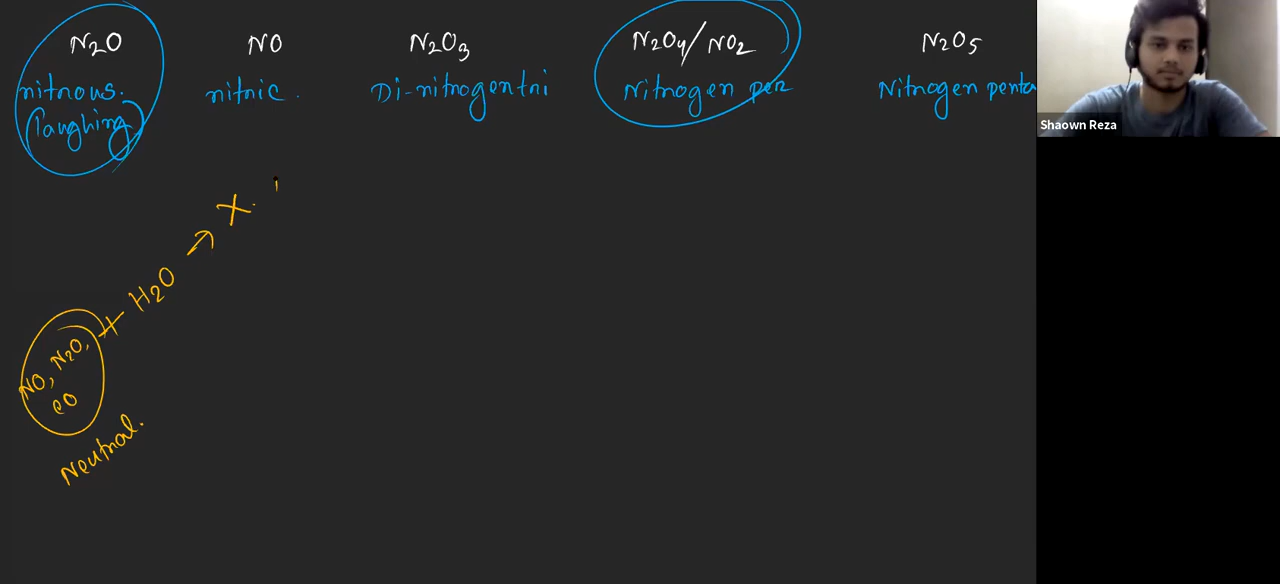 N2O NO N2O3 N2O4/NO2 N2O5
nitrous. nitric. Di-nitrogentri Nitrogen per Nitrogen penta
laughing
Shaown Reza
NO, N2O, CO + H2O → X.
Neutral.